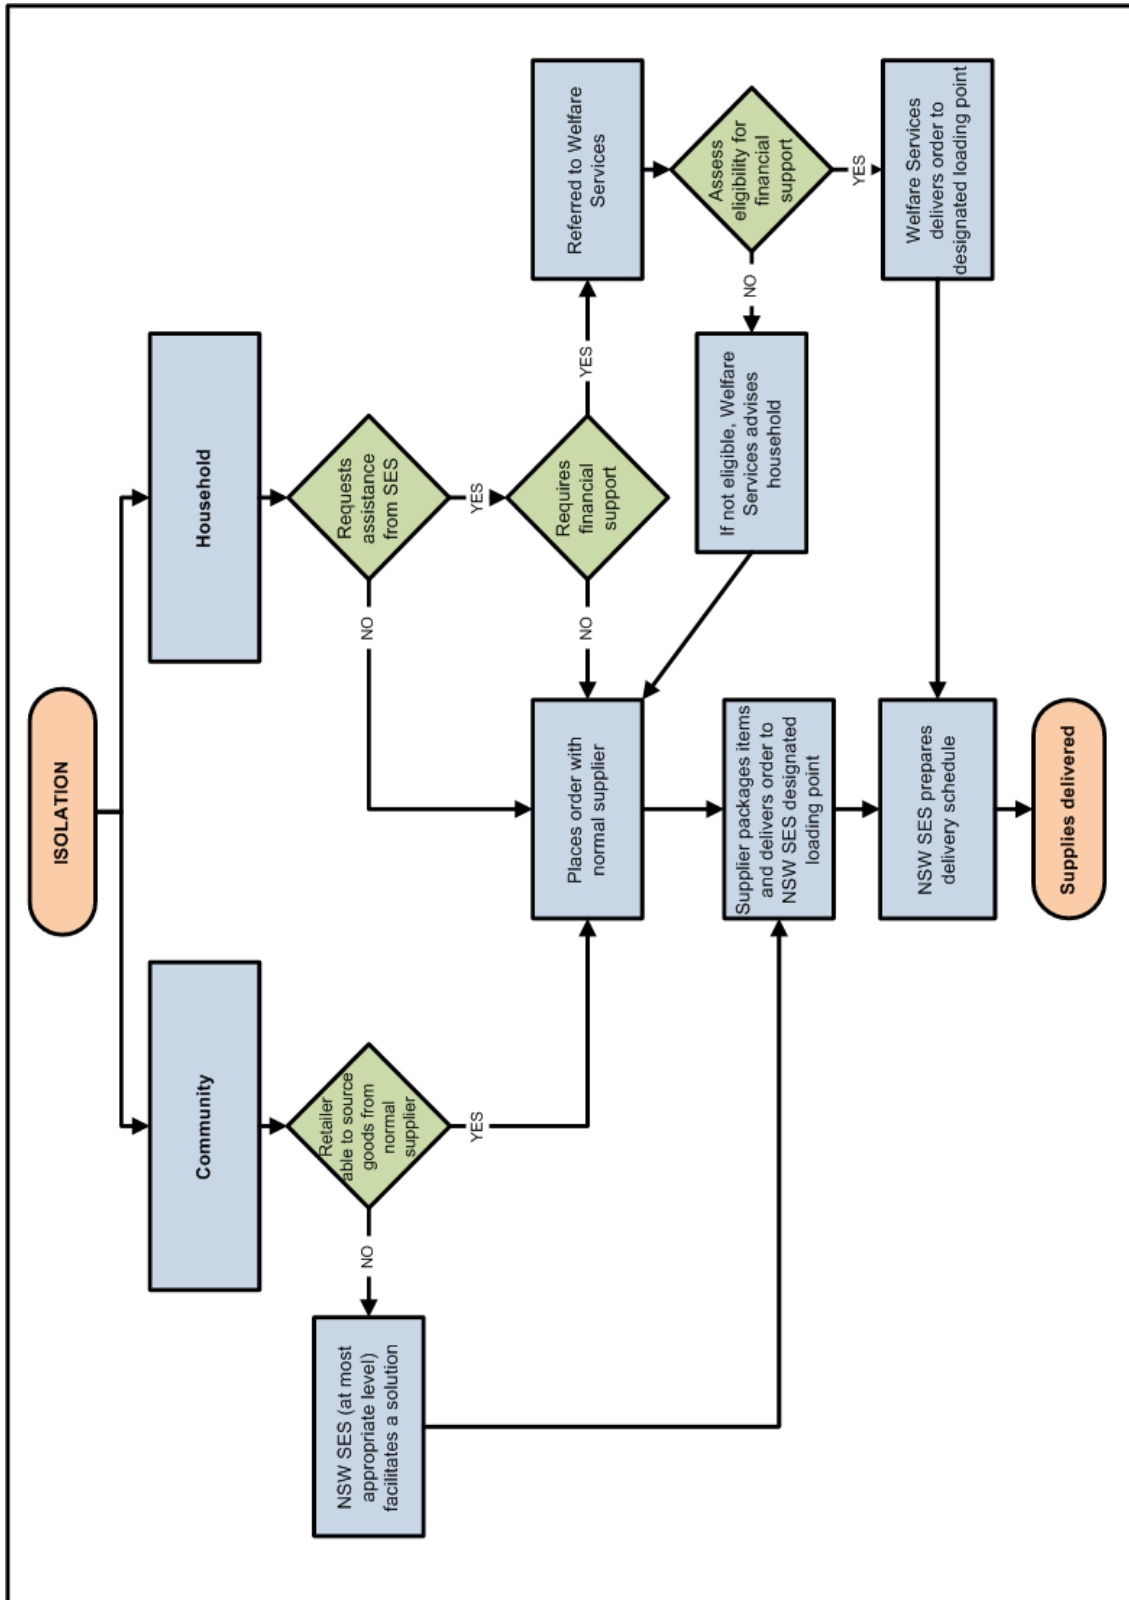 ISOLATION
Community
Household
Retailer
able to source
goods from
normal
supplier
Requests
assistance
from SES
NO
YES
NO
YES
NSW SES (at most
appropriate level)
facilitates a solution
Requires
financial
support
NO
YES
Places order with
normal supplier
Referred to Welfare
Services
Assess
eligibility for
financial
support
NO
YES
If not eligible, Welfare
Services advises
household
Supplier packages items
and delivers order to
NSW SES designated
loading point
Welfare Services
delivers order to
designated loading point
NSW SES prepares
delivery schedule
Supplies delivered